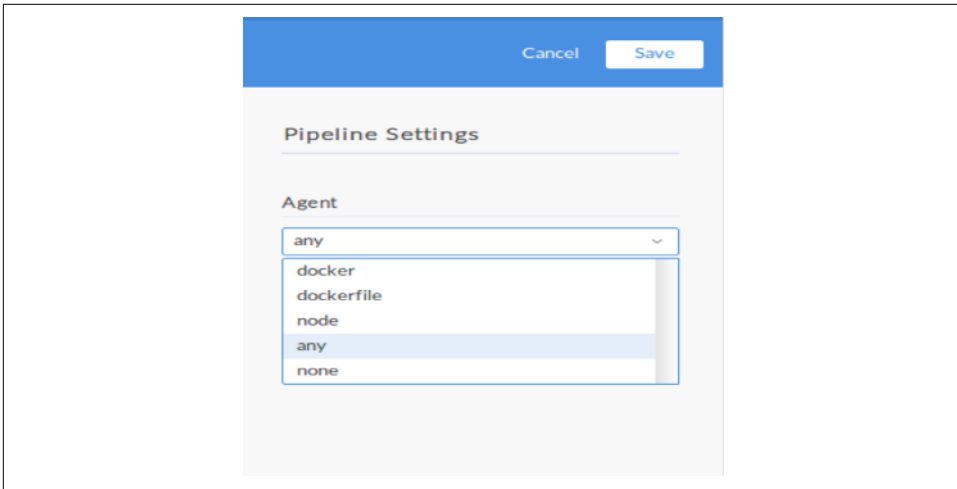 Cancel Save
Pipeline Settings
Agent
any
docker
dockerfile
node
any
none